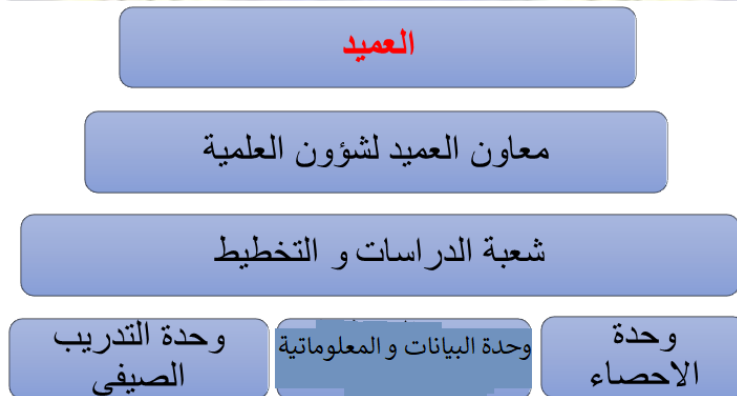 العميد
معاون العميد لشؤون العلمية
شعبة الدراسات و التخطيط
وحدة
الاحصاء
وحدة البيانات و المعلوماتية
وحدة التدريب
الصيفي